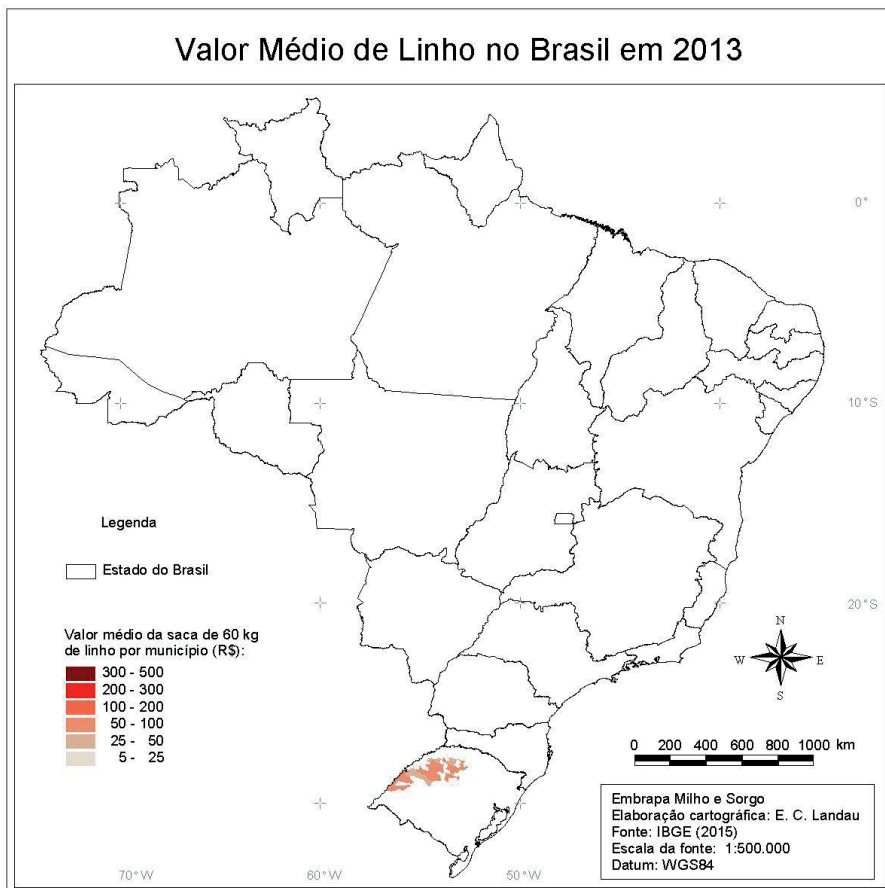 Valor Médio de Linho no Brasil em 2013
0°
10°S
20°S
Legenda
Estado do Brasil
Valor médio da saca de 60 kg
de linho por município (R$):
300 - 500
200 - 300
100 - 200
50 - 100
25 - 50
5 - 25
N
W E
S
0 200 400 600 800 1000 km
Embrapa Milho e Sorgo
Elaboração cartográfica: E. C. Landau
Fonte: IBGE (2015)
Escala da fonte: 1:500.000
Datum: WGS84
70°W 60°W 50°W